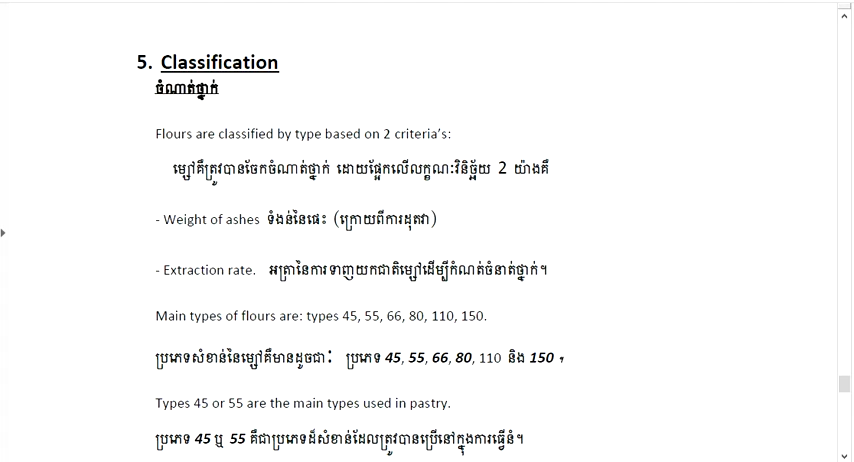 5. Classification
ចំណាត់ថ្នាក់
Flours are classified by type based on 2 criteria's:
ម្សៅគឺត្រូវបានចែកចំណាត់ថ្នាក់ ដោយផ្អែកលើលក្ខណៈវិនិច្ឆ័យ 2 យ៉ាងគឺ
- Weight of ashes ទំងន់នៃផេះ (ក្រោយពីការដុតវា)
- Extraction rate. អត្រានៃការទាញយកជាតិម្សៅដើម្បីកំណត់ចំនាត់ថ្នាក់។
Main types of flours are: types 45, 55, 66, 80, 110, 150.
ប្រភេទសំខាន់នៃម្សៅគឺមានដូចជា៖ ប្រភេទ 45, 55, 66, 80, 110 និង 150 ។
Types 45 or 55 are the main types used in pastry.
ប្រភេទ 45 ឬ 55 គឺជាប្រភេទដ៏សំខាន់ដែលត្រូវបានប្រើនៅក្នុងការធ្វើនំ។